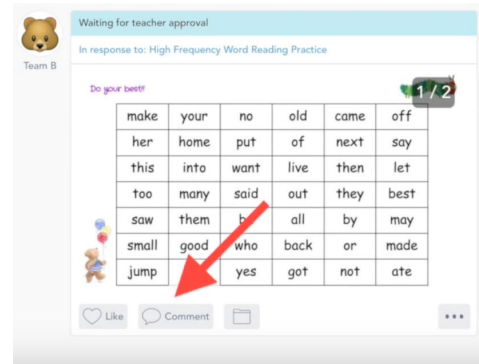 Waiting for teacher approval
In response to: High Frequency Word Reading Practice
Team B
Do your best!!
1/2
make your no old came off
her home put of next say
this into want live then let
too many said out they best
saw them all by may
small good who back or made
jump yes got not ate
Like Comment